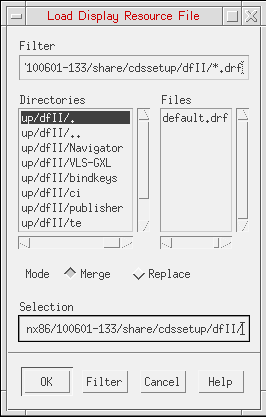 Load Display Resource File
Filter
'100601-133/share/cdssetup/dfII/*.drf
Directories
Files
up/dfII/.
up/dfII/..
up/dfII/Navigator
up/dfII/VLS-GXL
up/dfII/bindkeys
up/dfII/ci
up/dfII/publisher
up/dfII/te
default.drf
Mode Merge Replace
Selection
nx86/100601-133/share/cdssetup/dfII/
OK Filter Cancel Help